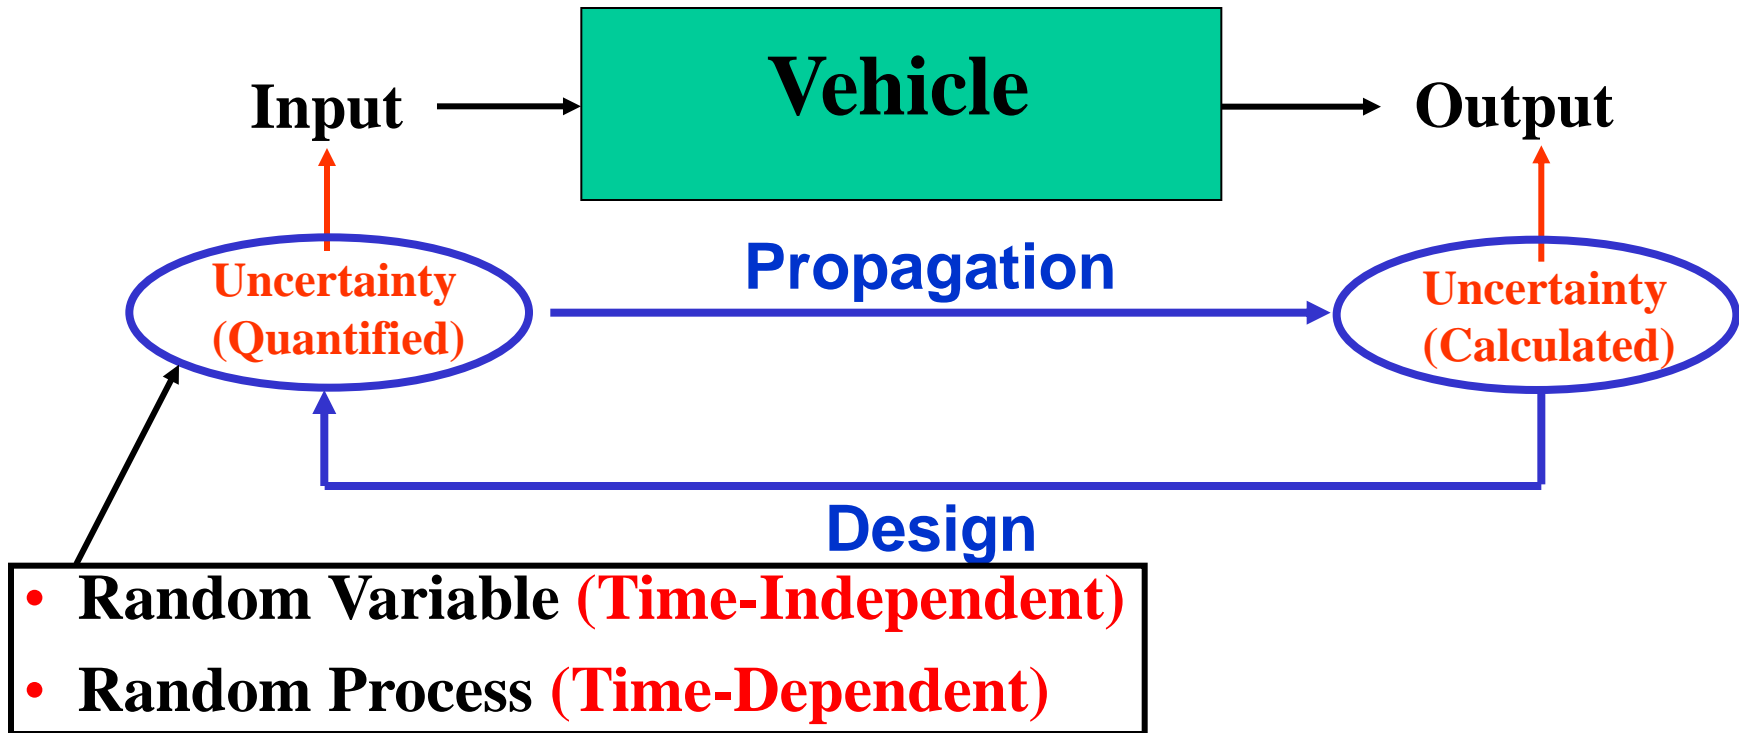 Vehicle
Input
Output
Propagation
Uncertainty
(Quantified)
Uncertainty
(Calculated)
Design
• Random Variable (Time-Independent)
• Random Process (Time-Dependent)